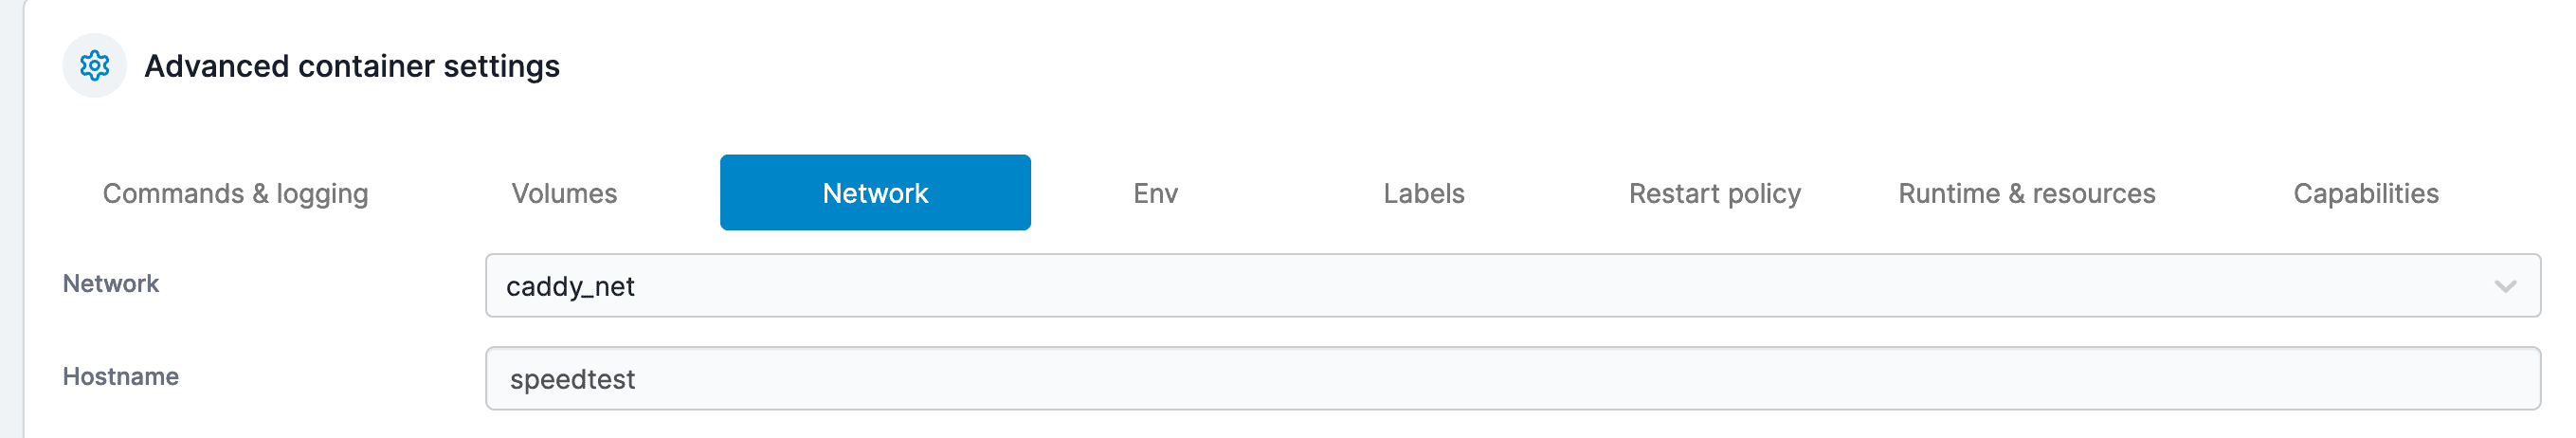 Advanced container settings
Commands & logging Volumes Network Env Labels Restart policy Runtime & resources Capabilities
Network caddy_net
Hostname speedtest